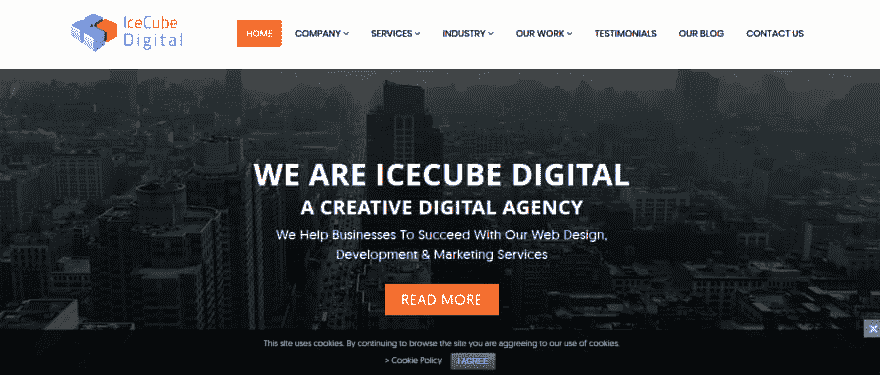 IceCube
Digital
HOME
COMPANY
SERVICES
INDUSTRY
OUR WORK
TESTIMONIALS
OUR BLOG
CONTACT US
WE ARE ICECUBE DIGITAL
A CREATIVE DIGITAL AGENCY
We Help Businesses To Succeed With Our Web Design,
Development & Marketing Services
READ MORE
This site uses cookies. By continuing to browse the site you are aggreeing to our use of cookies.
> Cookie Policy I AGREE